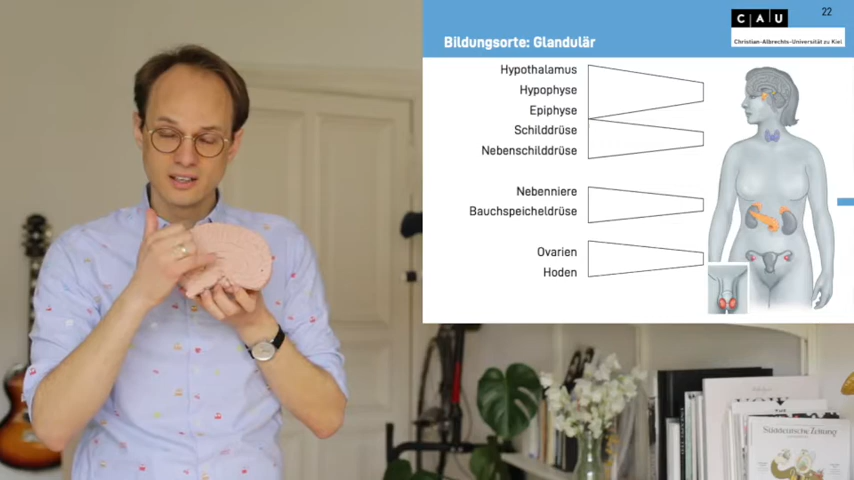 Bildungsorte: Glandulär
C A U
22
Christian-Albrechts-Universität zu Kiel
Hypothalamus
Hypophyse
Epiphyse
Schilddrüse
Nebenschilddrüse
Nebenniere
Bauchspeicheldrüse
Ovarien
Hoden
Süddeutsche Zeitung